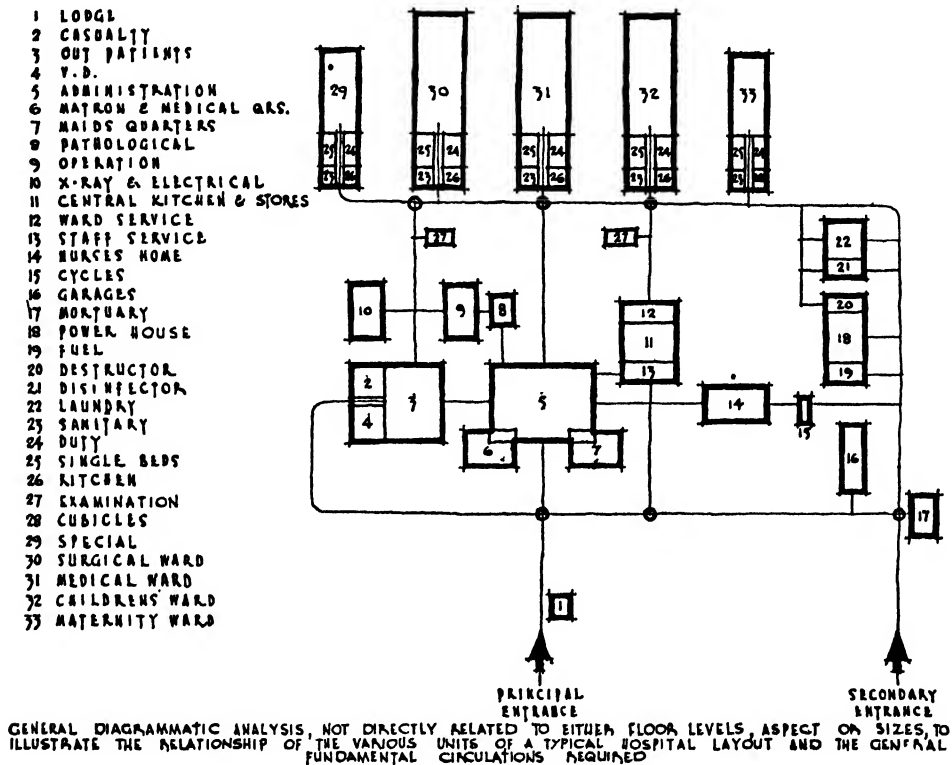 1 LODGE
2 CASUALTY
3 OUT PATIENTS
4 V.D.
5 ADMINISTRATION
6 MATRON & MEDICAL QRS.
7 MAIDS QUARTERS
8 PATHOLOGICAL
9 OPERATION
10 X-RAY & ELECTRICAL
11 CENTRAL KITCHEN & STORES
12 WARD SERVICE
13 STAFF SERVICE
14 NURSES HOME
15 CYCLES
16 GARAGES
17 MORTUARY
18 POWER HOUSE
19 FUEL
20 DESTRUCTOR
21 DISINFECTOR
22 LAUNDRY
23 SANITARY
24 DUTY
25 SINGLE BEDS
26 KITCHEN
27 EXAMINATION
28 CUBICLES
29 SPECIAL
30 SURGICAL WARD
31 MEDICAL WARD
32 CHILDRENS WARD
33 MATERNITY WARD
29 30 31 32 33
25 25 24 25 24 25 24 25 24
23 23 26 23 26 23 26 23
27 27 22
21
10 9 8 12 20
11 18
13 19
2 3 5 14
4 15
6 7 16
17
1
PRINCIPAL
ENTRANCE
SECONDARY
ENTRANCE
GENERAL DIAGRAMMATIC ANALYSIS, NOT DIRECTLY RELATED TO EITHER FLOOR LEVELS, ASPECT OR SIZES, TO
ILLUSTRATE THE RELATIONSHIP OF THE VARIOUS UNITS OF A TYPICAL HOSPITAL LAYOUT AND THE GENERAL
FUNDAMENTAL CIRCULATIONS REQUIRED